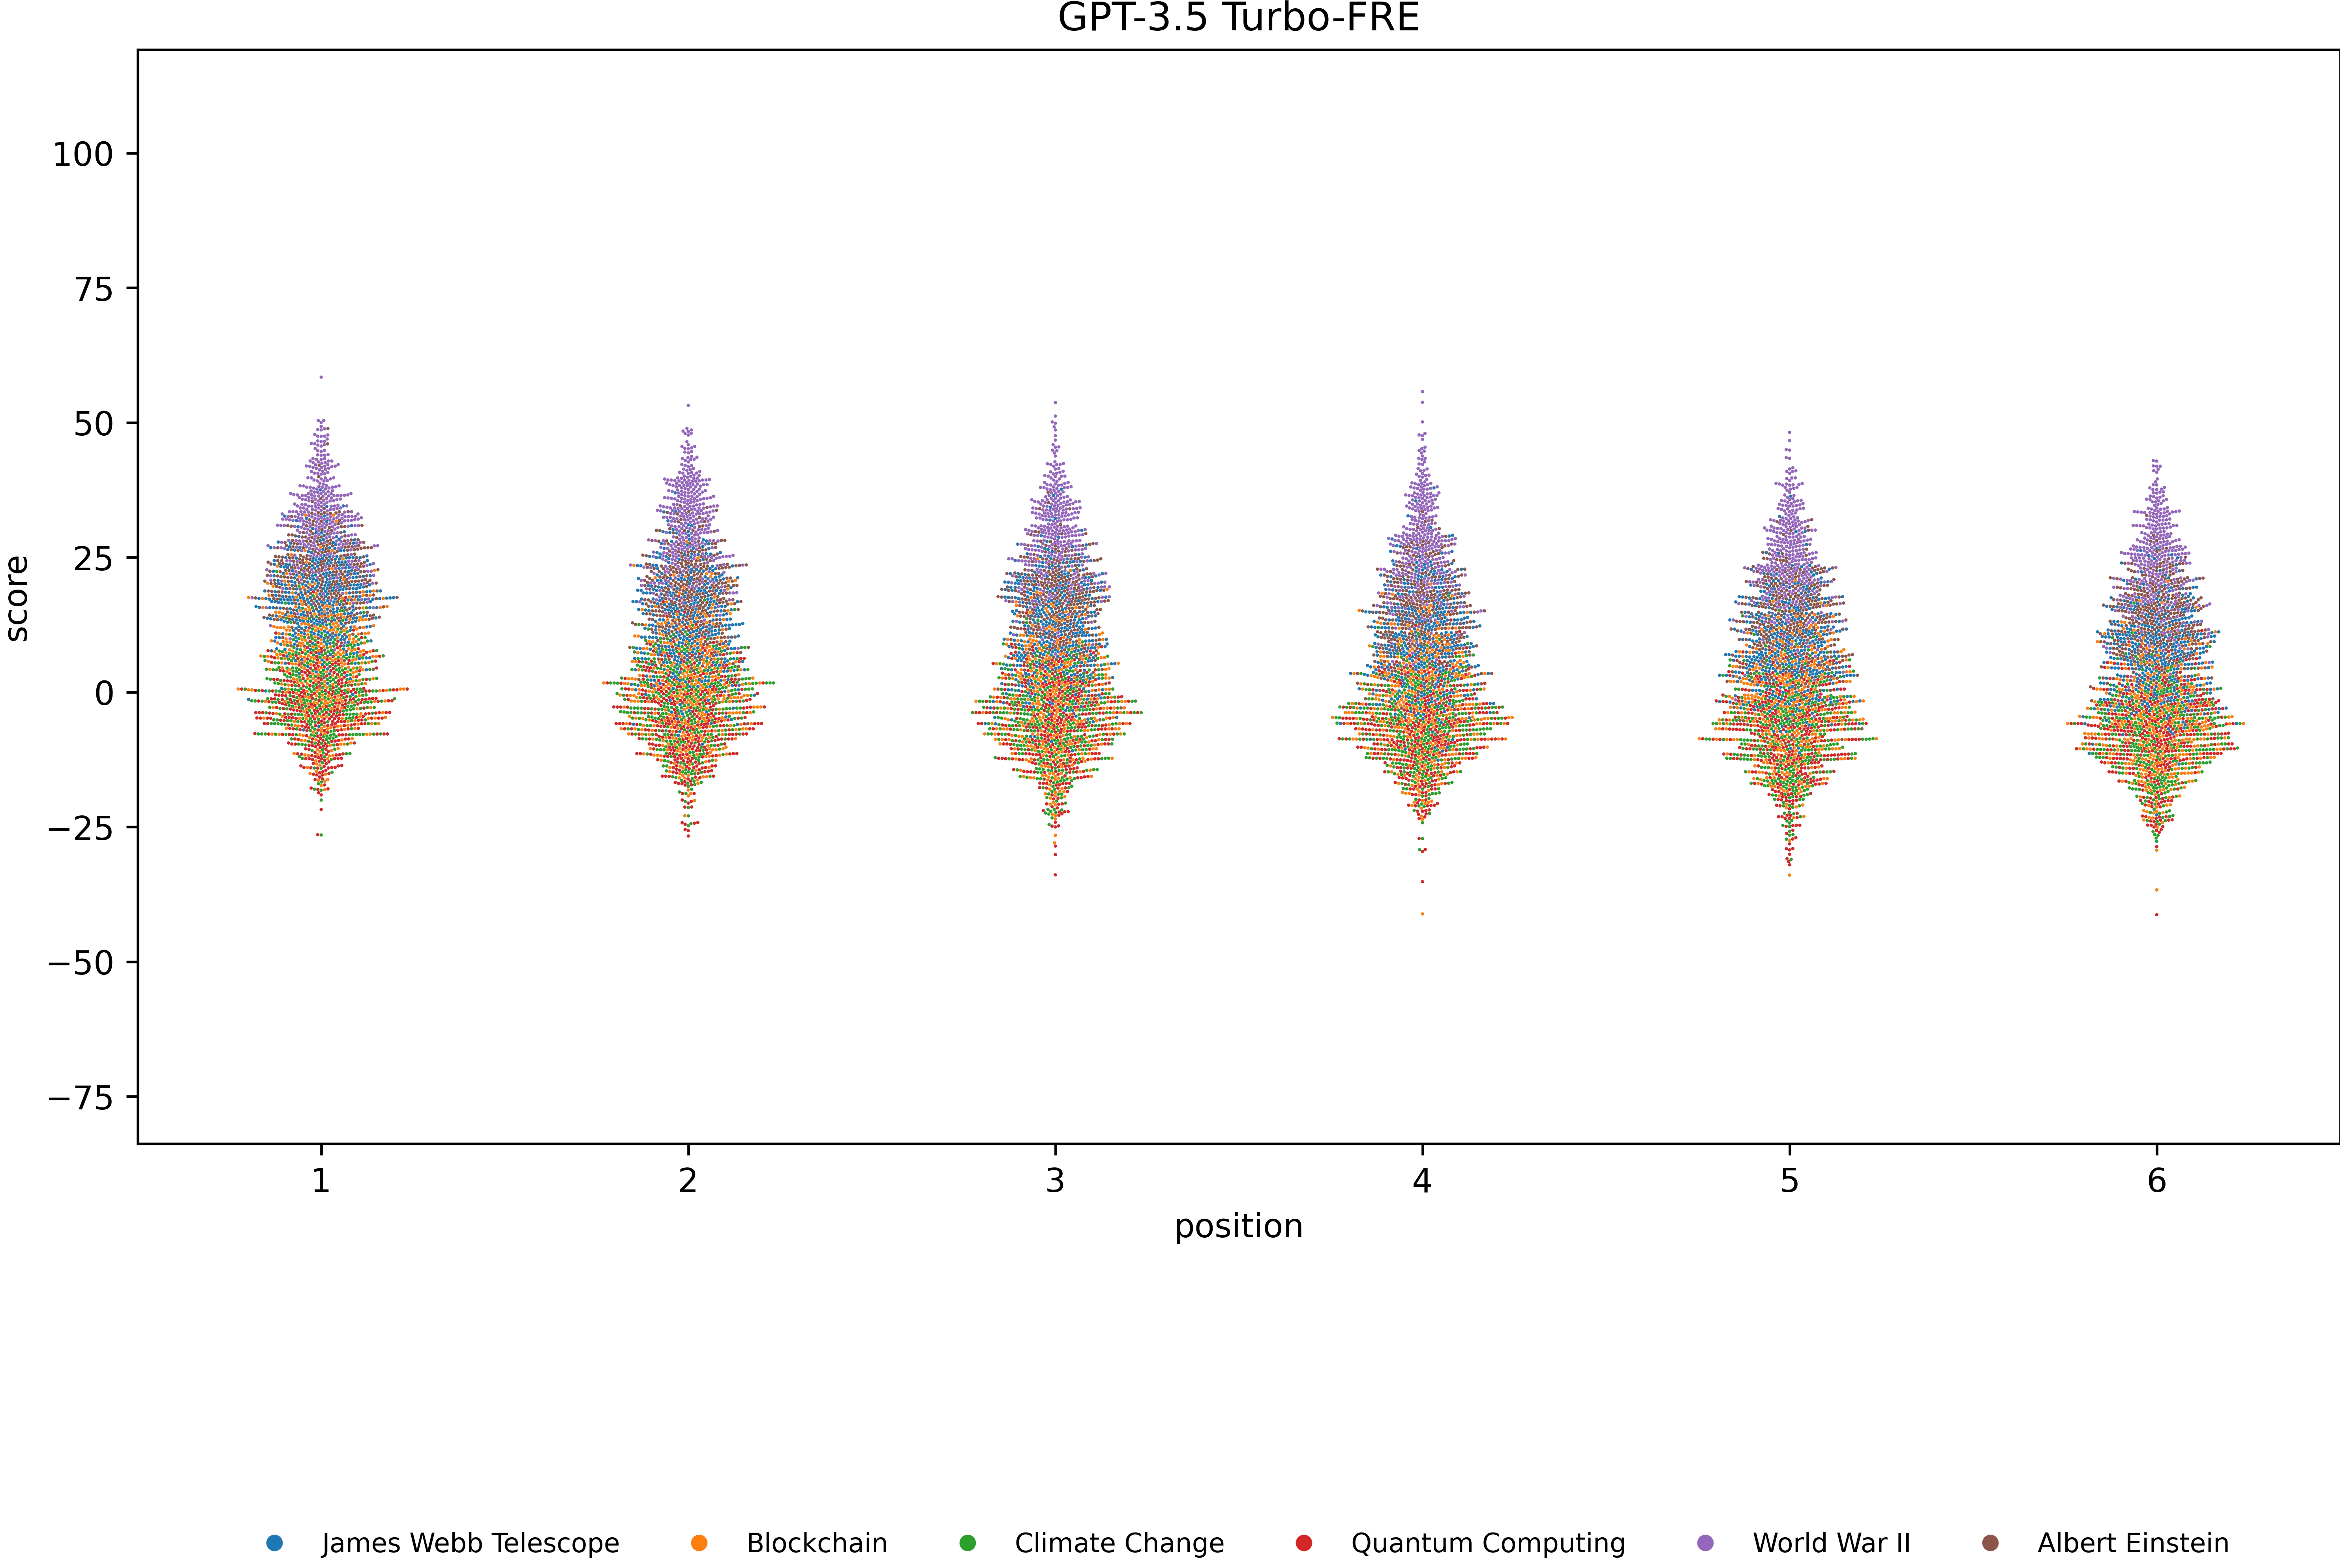 GPT-3.5 Turbo-FRE
100
75
50
25
0
−25
−50
−75
score
1 2 3 4 5 6
position
James Webb Telescope Blockchain Climate Change Quantum Computing World War II Albert Einstein